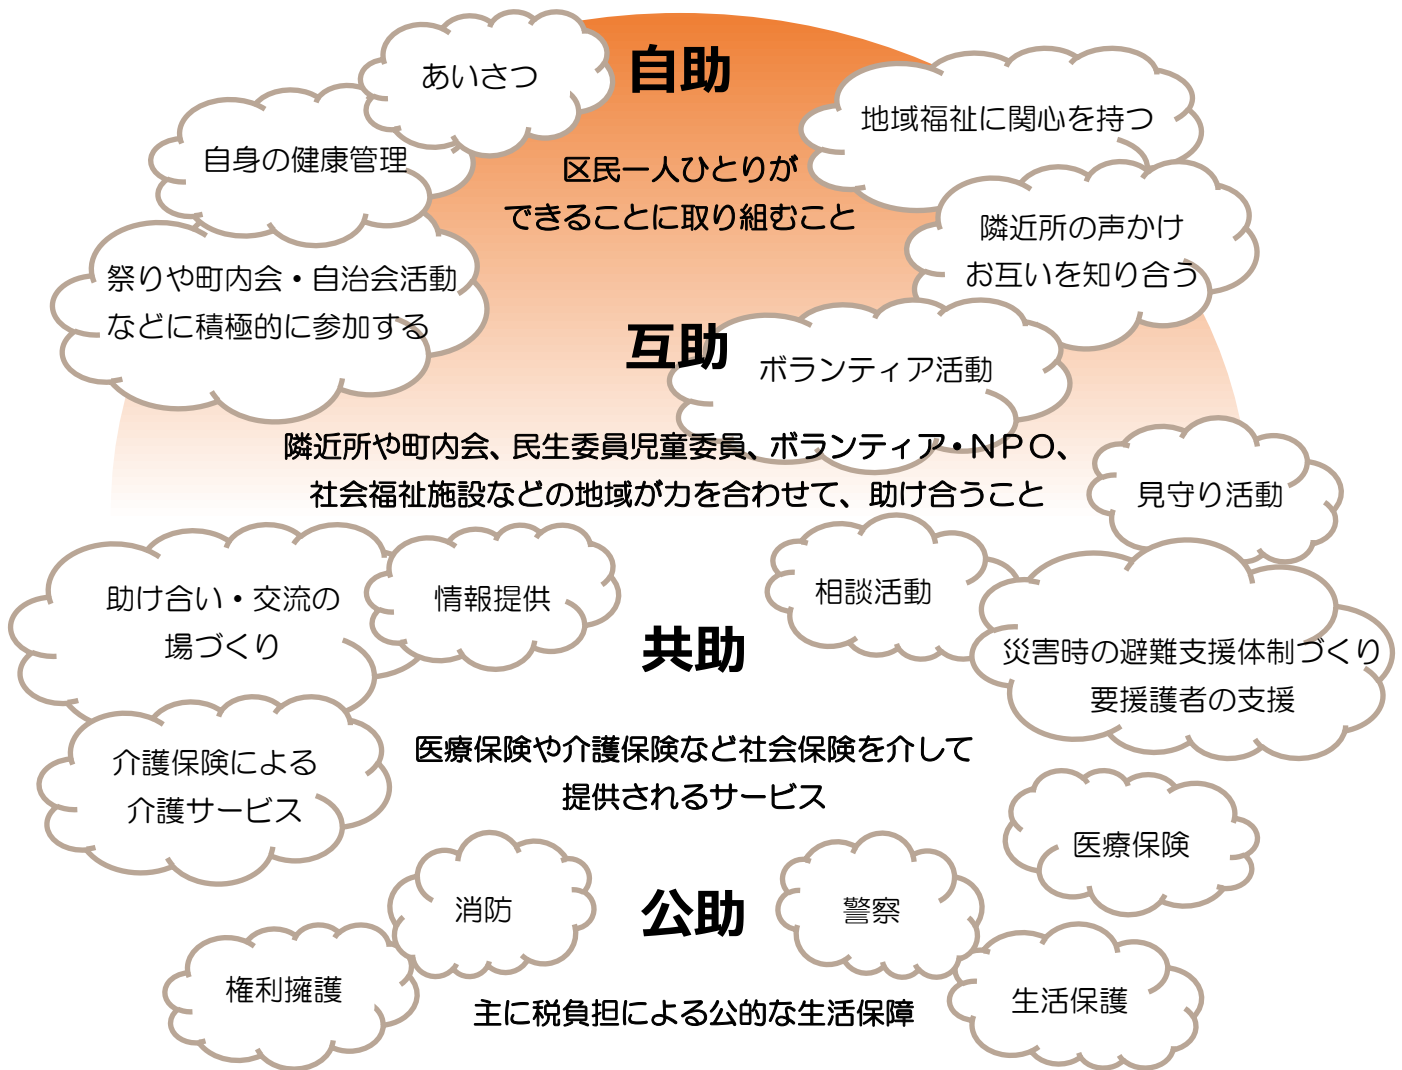 あいさつ
自助
地域福祉に関心を持つ
自身の健康管理
区民一人ひとりが
できることに取り組むこと
隣近所の声かけ
お互いを知り合う
祭りや町内会・自治会活動
などに積極的に参加する
互助
ボランティア活動
隣近所や町内会、民生委員児童委員、ボランティア・ＮＰＯ、
社会福祉施設などの地域が力を合わせて、助け合うこと
見守り活動
助け合い・交流の
場づくり
情報提供
相談活動
共助
災害時の避難支援体制づくり
要援護者の支援
介護保険による
介護サービス
医療保険や介護保険など社会保険を介して
提供されるサービス
医療保険
消防
公助
警察
権利擁護
主に税負担による公的な生活保障
生活保護